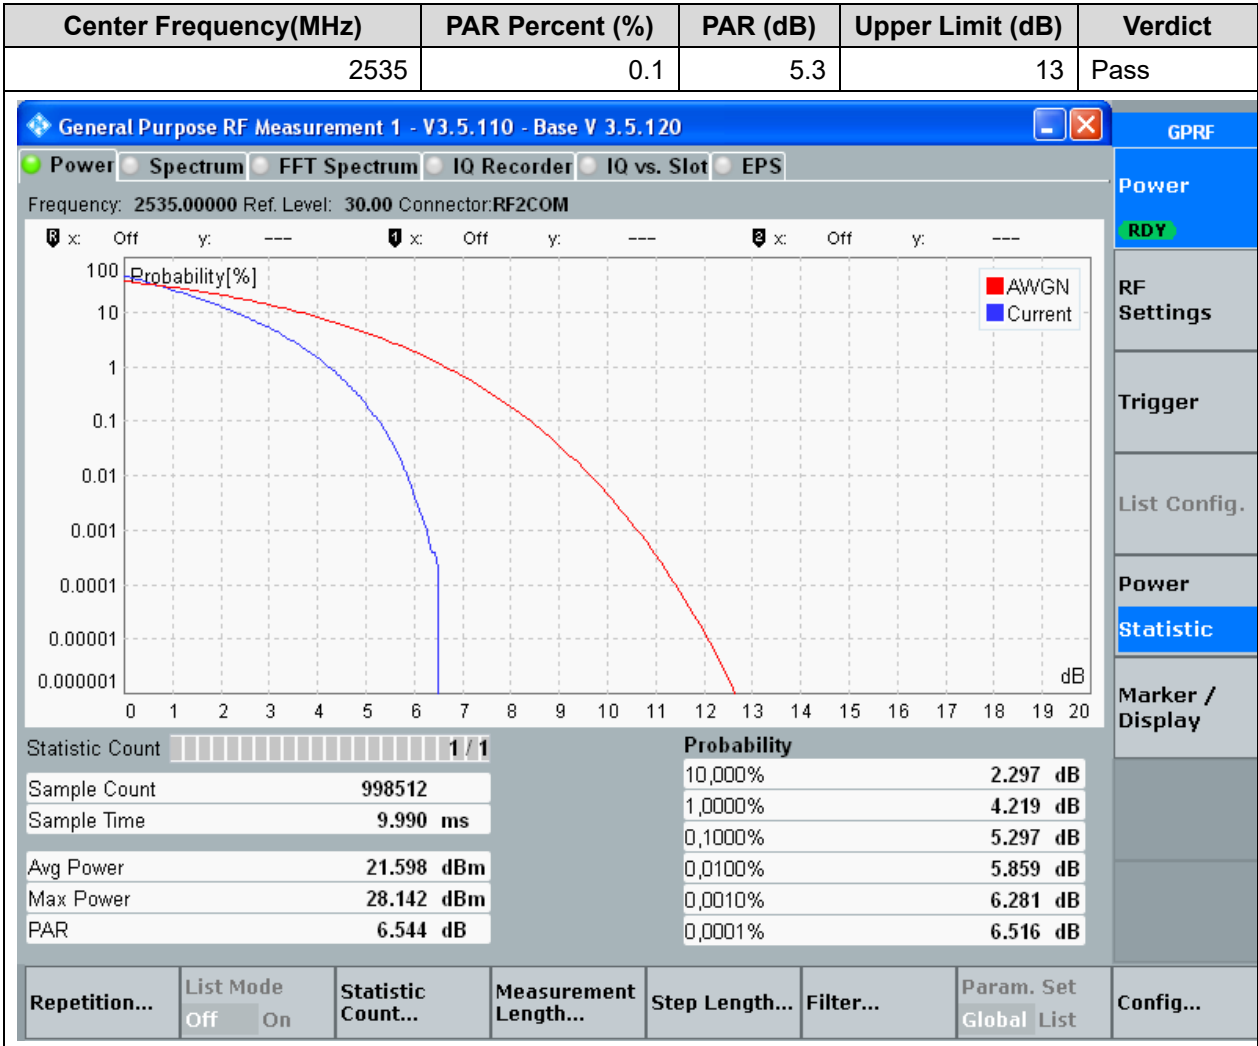 Center Frequency(MHz) PAR Percent (%) PAR (dB) Upper Limit (dB) Verdict
2535 0.1 5.3 13 Pass
General Purpose RF Measurement 1 - V3.5.110 - Base V 3.5.120
GPRF
Power Spectrum FFT Spectrum IQ Recorder IQ vs. Slot EPS
Power
RDY
Frequency: 2535.00000 Ref. Level: 30.00 Connector:RF2COM
R x: Off y: --- 1 x: Off y: --- 2 x: Off y: ---
Probability[%]
AWGN
Current
100
10
1
0.1
0.01
0.001
0.0001
0.00001
0.000001
dB
0 1 2 3 4 5 6 7 8 9 10 11 12 13 14 15 16 17 18 19 20
RF
Settings
Trigger
List Config.
Power
Statistic
Marker /
Display
Statistic Count 1 / 1
Sample Count 998512
Sample Time 9.990 ms
Avg Power 21.598 dBm
Max Power 28.142 dBm
PAR 6.544 dB
Probability
10,000% 2.297 dB
1,0000% 4.219 dB
0,1000% 5.297 dB
0,0100% 5.859 dB
0,0010% 6.281 dB
0,0001% 6.516 dB
Repetition...
List Mode
Off On
Statistic
Count...
Measurement
Length...
Step Length...
Filter...
Param. Set
Global List
Config...